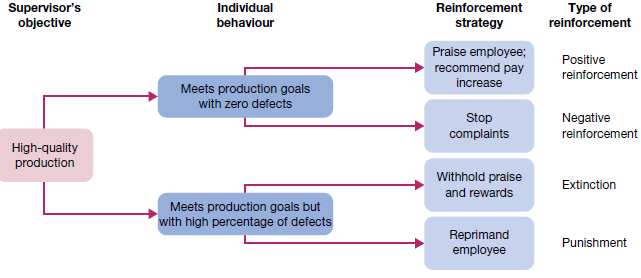 Supervisor's
objective
Individual
behaviour
Reinforcement
strategy
Type of
reinforcement
High-quality
production
Meets production goals
with zero defects
Praise employee;
recommend pay
increase
Positive
reinforcement
Stop
complaints
Negative
reinforcement
Meets production goals but
with high percentage of defects
Withhold praise
and rewards
Extinction
Reprimand
employee
Punishment